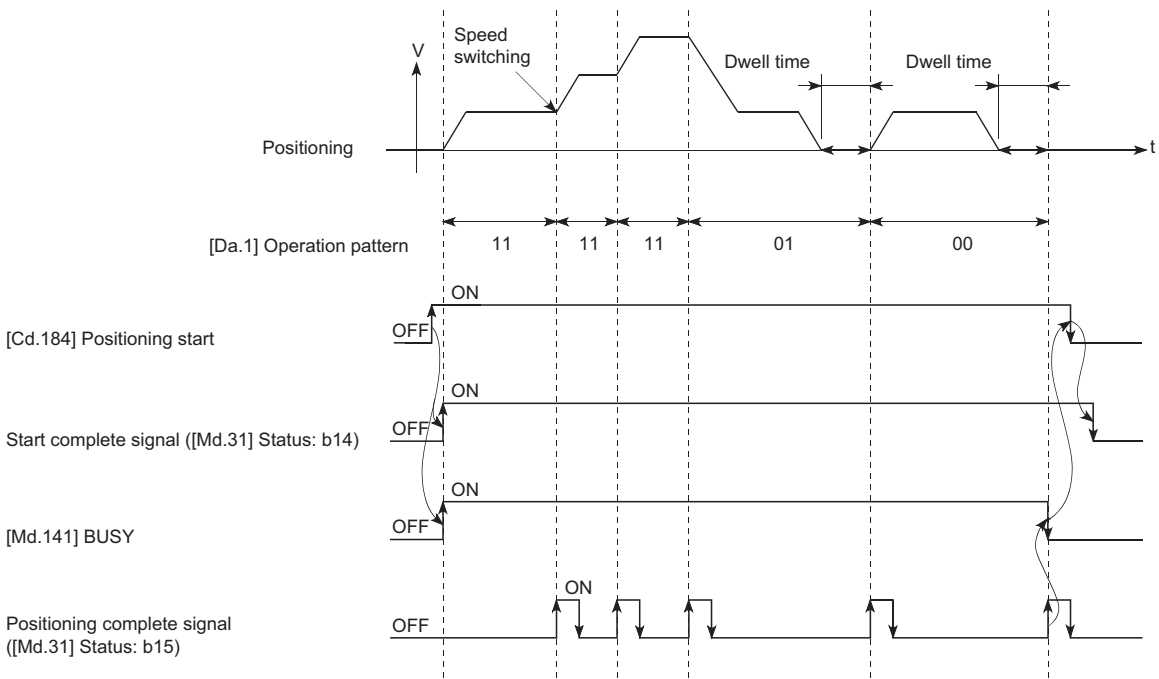 Speed
switching
V
Dwell time
Dwell time
Positioning
t
[Da.1] Operation pattern
11
11
11
01
00
ON
OFF
[Cd.184] Positioning start
ON
OFF
Start complete signal ([Md.31] Status: b14)
ON
OFF
[Md.141] BUSY
ON
OFF
Positioning complete signal
([Md.31] Status: b15)